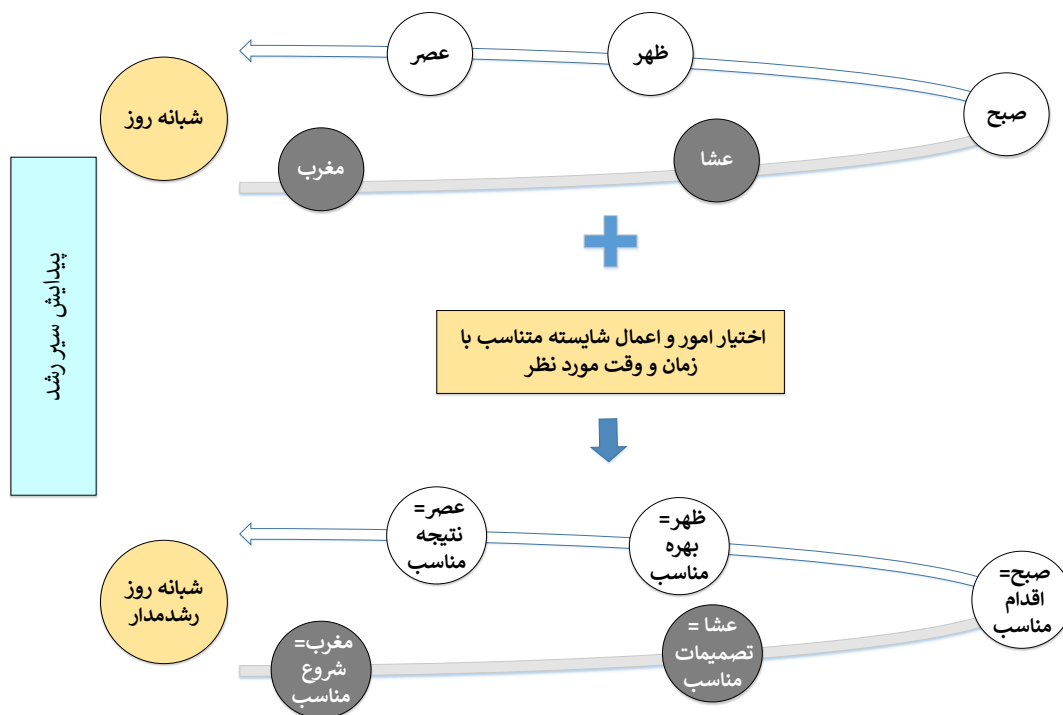 صبح
ظهر
عصر
شبانه روز
عشا
مغرب
پیدایش سیر رشد
اختیار امور و اعمال شایسته متناسب با
زمان و وقت مورد نظر
صبح=
اقدام
مناسب
ظهر=
بهره
مناسب
عصر=
نتیجه
مناسب
شبانه روز
رشدمدار
عشا =
تصمیمات
مناسب
مغرب=
شروع
مناسب